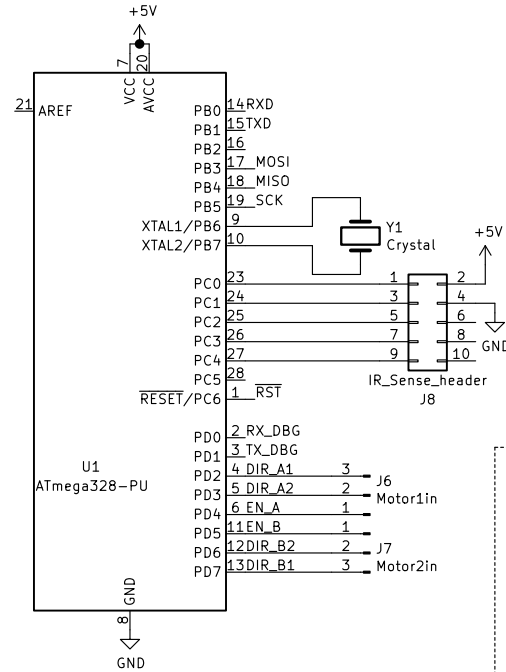 +5V
7
20
VCC
AVCC
21
AREF
PB0 14 RXD
PB1 15 TXD
PB2 16
PB3 17 MOSI
PB4 18 MISO
PB5 19 SCK
XTAL1/PB6 9
XTAL2/PB7 10
Y1
Crystal
+5V
PC0 23 1 2
PC1 24 3 4
PC2 25 5 6
PC3 26 7 8
PC4 27 9 10
GND
PC5 28
RESET/PC6 1 RST
IR_Sense_header
J8
PD0 2 RX_DBG
PD1 3 TX_DBG
PD2 4 DIR_A1 3
PD3 5 DIR_A2 2
PD4 6 EN_A 1
J6
Motor1in
PD5 11 EN_B 1
PD6 12 DIR_B2 2
PD7 13 DIR_B1 3
J7
Motor2in
U1
ATmega328-PU
GND
8
GND